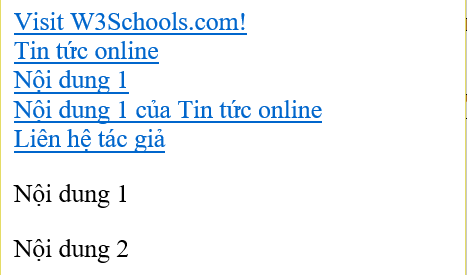 Visit W3Schools.com!
Tin tức online
Nội dung 1
Nội dung 1 của Tin tức online
Liên hệ tác giả
Nội dung 1
Nội dung 2